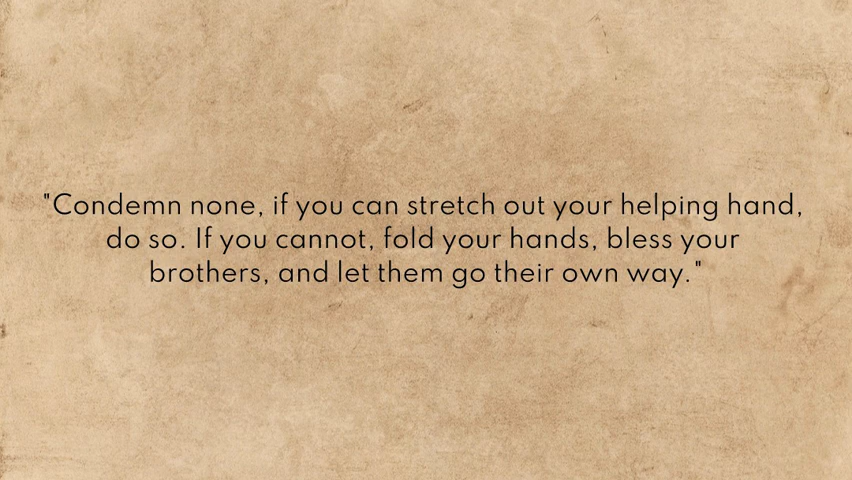 "Condemn none, if you can stretch out your helping hand,
do so. If you cannot, fold your hands, bless your
brothers, and let them go their own way."